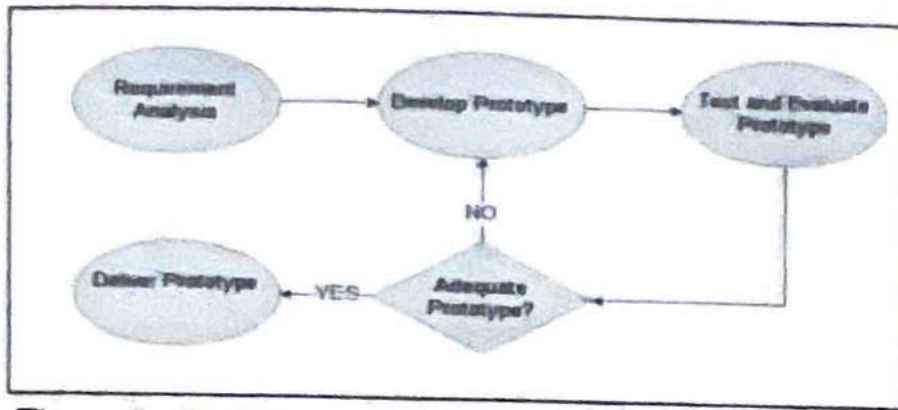 Requirement
Analysis
Develop Prototype
Test and Evaluate
Prototype
NO
Deliver Prototype
YES
Adequate
Prototype?